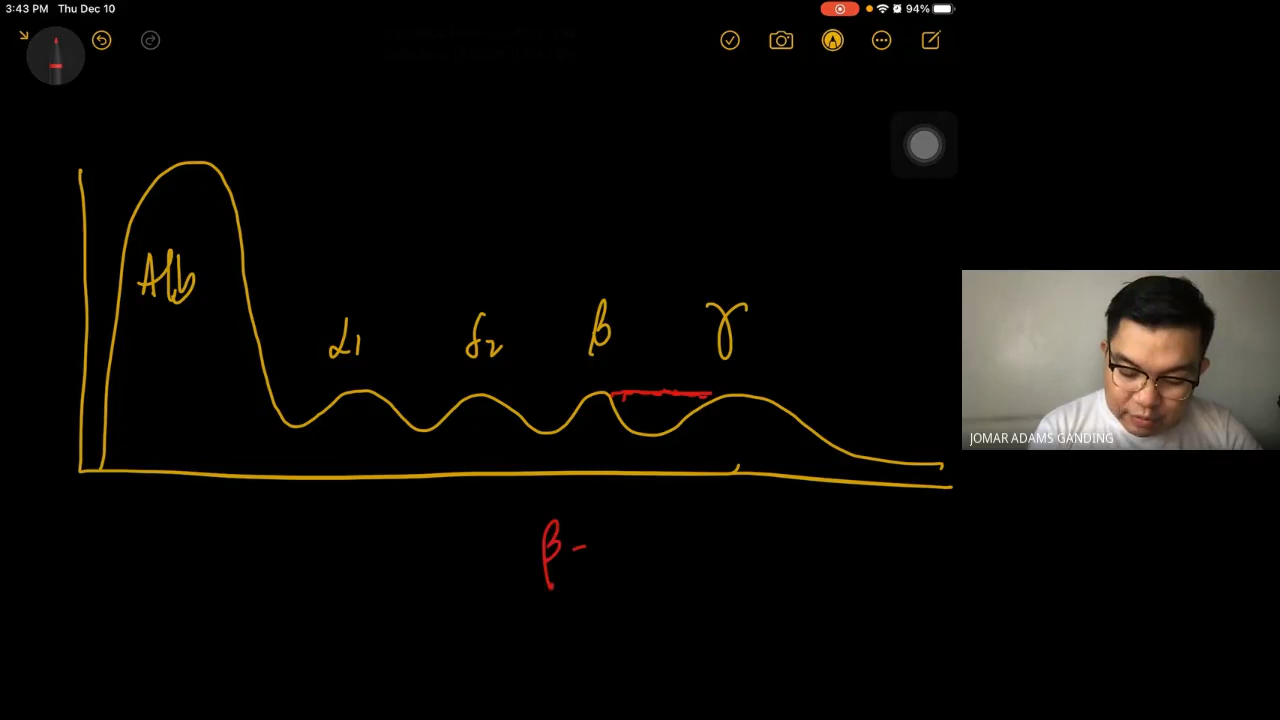 3:43 PM Thu Dec 10
94%
Alb
α1
α2
β
γ
JOMAR ADAMS GANDING
β -